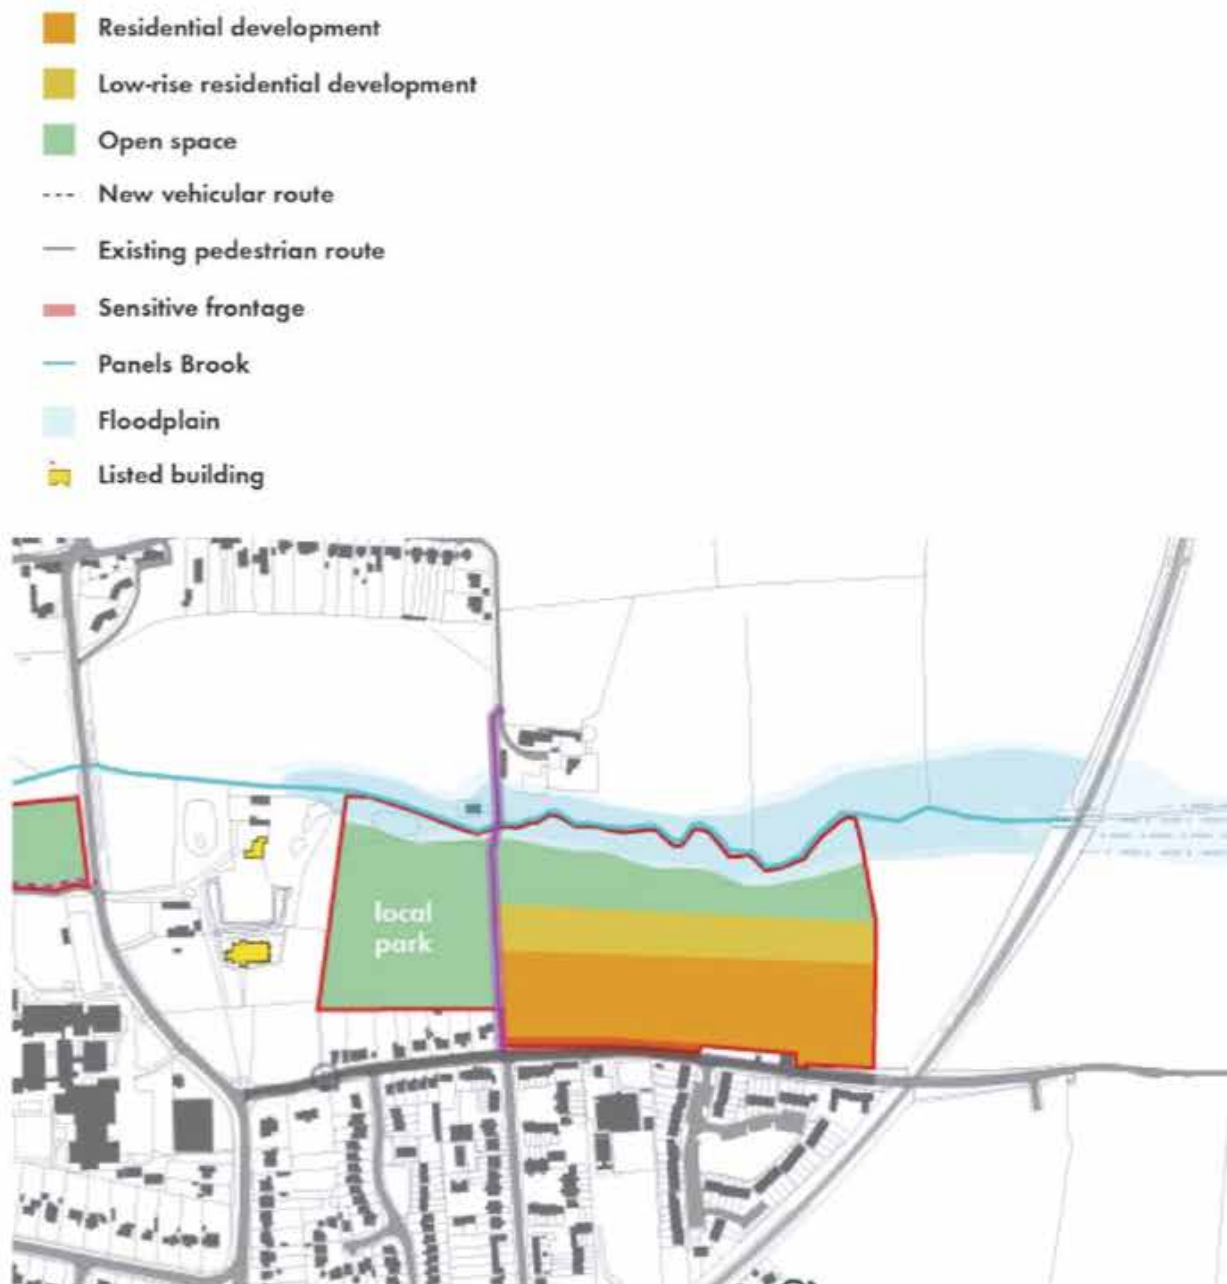 Residential development
Low-rise residential development
Open space
New vehicular route
Existing pedestrian route
Sensitive frontage
Panels Brook
Floodplain
Listed building
local
park